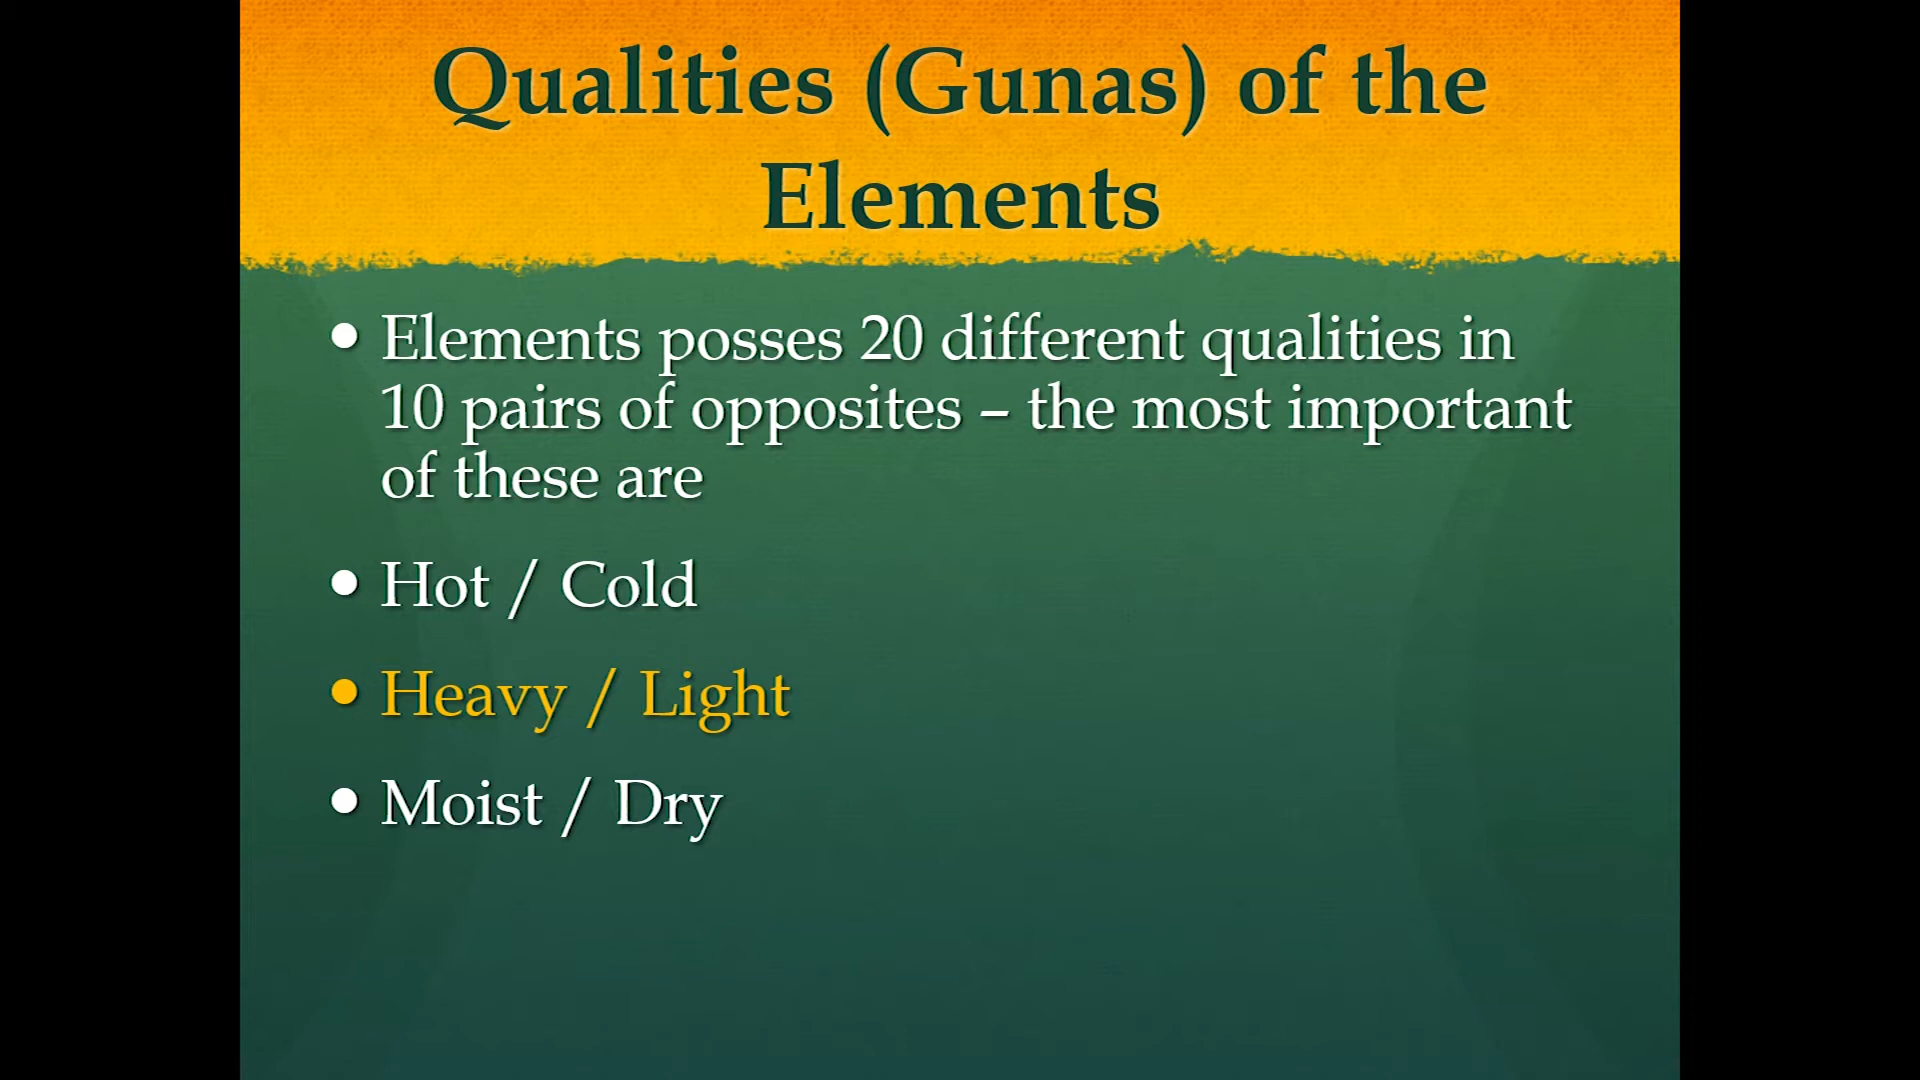 Qualities (Gunas) of the
Elements
• Elements posses 20 different qualities in
10 pairs of opposites – the most important
of these are
• Hot / Cold
• Heavy / Light
• Moist / Dry